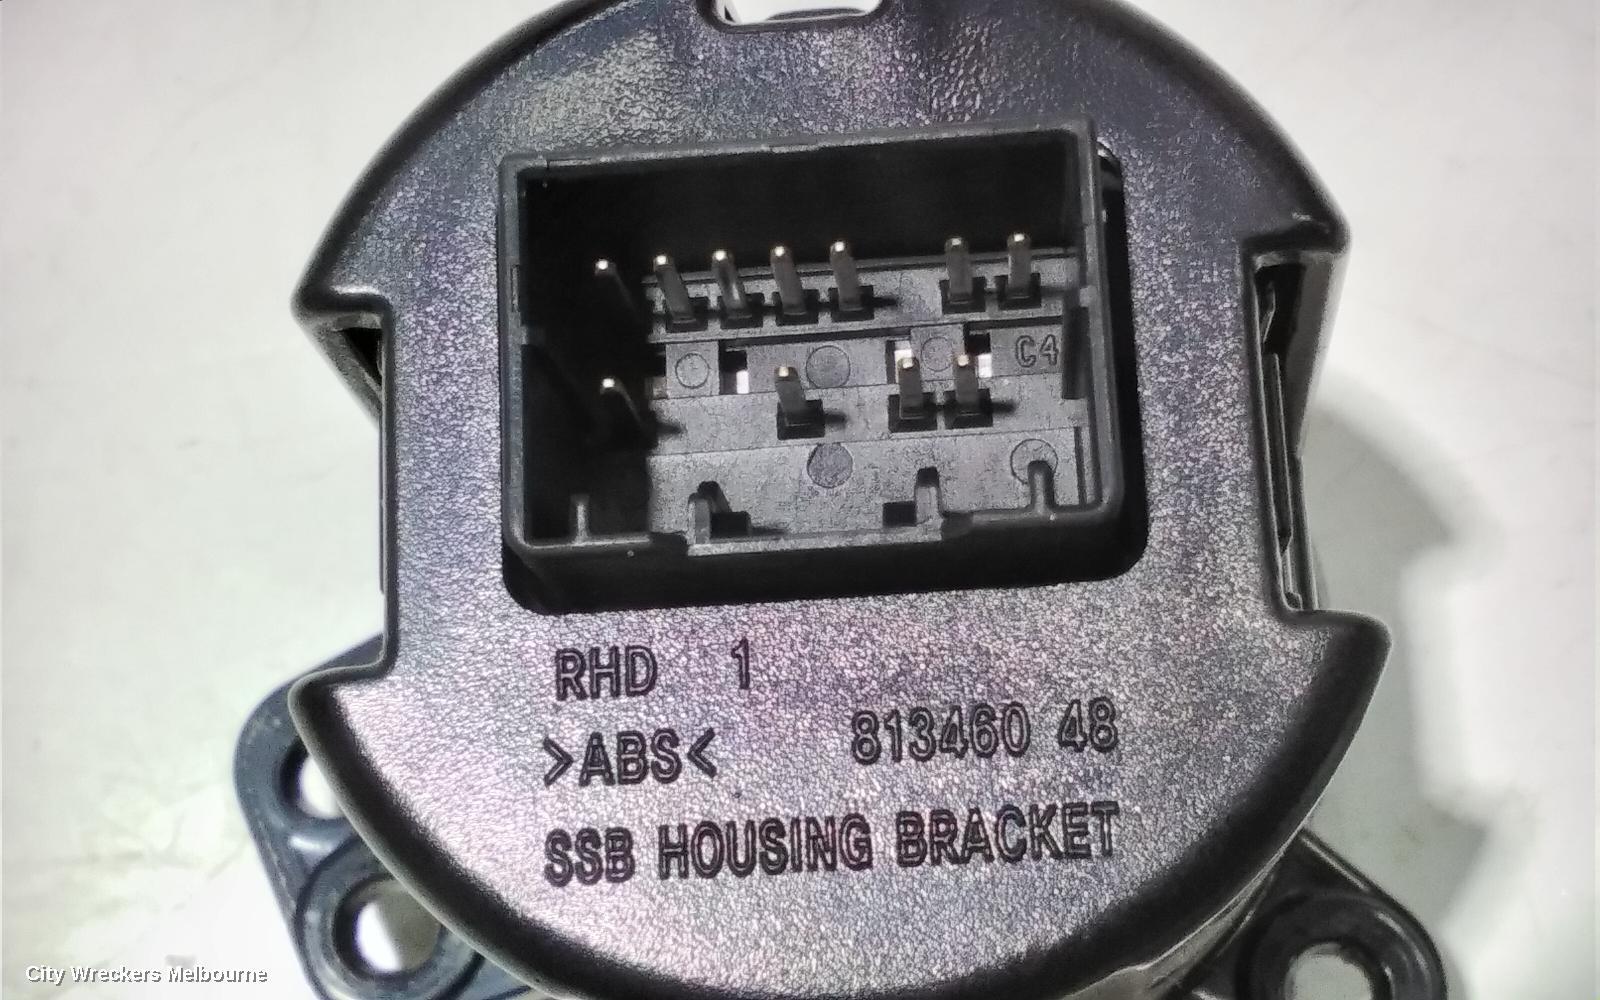 C4
RHD 1
>ABS< 813460 48
SSB HOUSING BRACKET
City Wreckers Melbourne